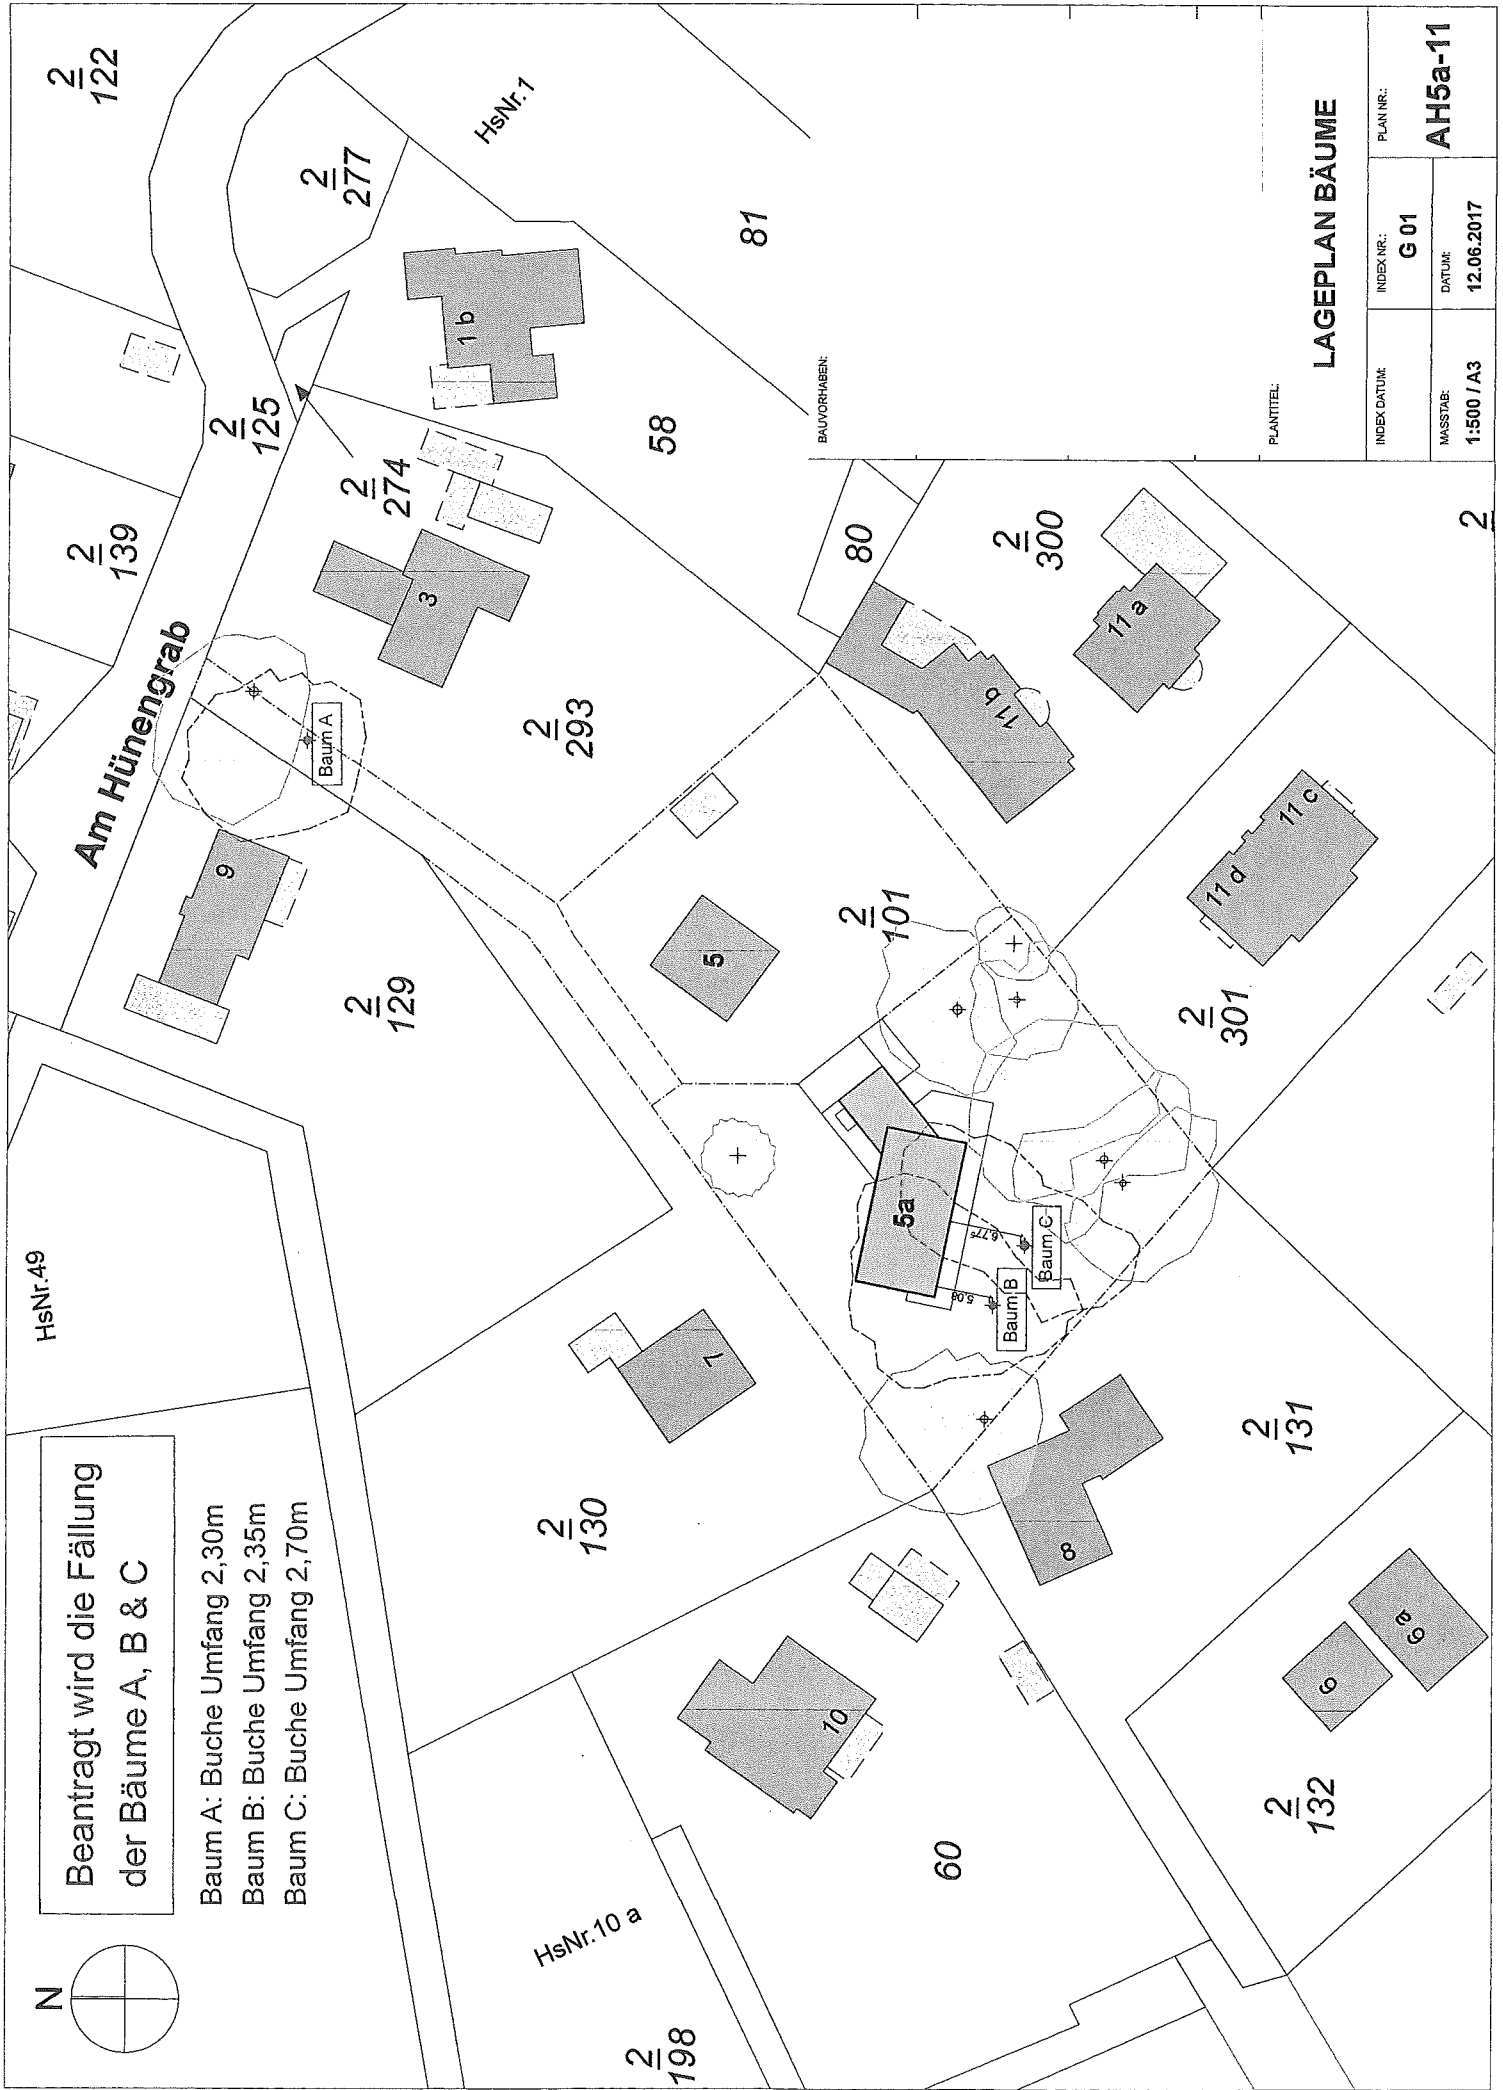 N
Beantragt wird die Fällung
der Bäume A, B & C
Baum A: Buche Umfang 2,30m
Baum B: Buche Umfang 2,35m
Baum C: Buche Umfang 2,70m
HsNr.49
Am Hünengrab
2
139
2
122
2
125
2
277
HsNr.1
2
274
1 b
9
Baum A
3
2
129
2
293
58
81
5
2
130
7
2
101
80
5a
11 b
2
300
11 a
6.77⁵
5.08
Baum B
Baum C
2
198
HsNr.10 a
10
60
8
2
301
11 d
11 c
2
131
2
132
6
6a
2
BAUVORHABEN:
PLANTITEL:
LAGEPLAN BÄUME
INDEX DATUM:
INDEX NR.:
G 01
PLAN NR.:
AH5a-11
MASSTAB:
1:500 / A3
DATUM:
12.06.2017